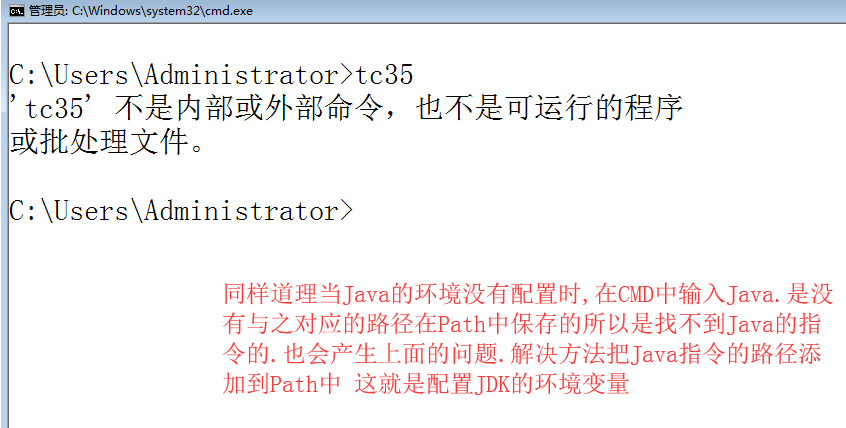 管理员: C:\Windows\system32\cmd.exe
C:\Users\Administrator>tc35
'tc35' 不是内部或外部命令，也不是可运行的程序
或批处理文件。
C:\Users\Administrator>
同样道理当Java的环境没有配置时,在CMD中输入Java.是没
有与之对应的路径在Path中保存的所以是找不到Java的指
令的.也会产生上面的问题.解决方法把Java指令的路径添
加到Path中 这就是配置JDK的环境变量